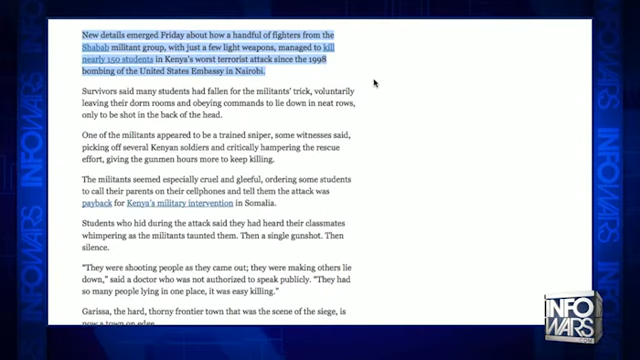 New details emerged Friday about how a handful of fighters from the
Shabab militant group, with just a few light weapons, managed to kill
nearly 150 students in Kenya's worst terrorist attack since the 1998
bombing of the United States Embassy in Nairobi.
Survivors said many students had fallen for the militants' trick, voluntarily
leaving their dorm rooms and obeying commands to lie down in neat rows,
only to be shot in the back of the head.
One of the militants appeared to be a trained sniper, some witnesses said,
picking off several Kenyan soldiers and critically hampering the rescue
effort, giving the gunmen hours more to keep killing.
The militants seemed especially cruel and gleeful, ordering some students
to call their parents on their cellphones and tell them the attack was
payback for Kenya's military intervention in Somalia.
Students who hid during the attack said they had heard their classmates
whimpering as the militants taunted them. Then a single gunshot. Then
silence.
“They were shooting people as they came out; they were making others lie
down,” said a doctor who was not authorized to speak publicly. “They had
so many people lying in one place, it was easy killing.”
Garissa, the hard, thorny frontier town that was the scene of the siege, is
now a town on edge
INFOWARS
INFOWARS
INFO
WARS
.COM